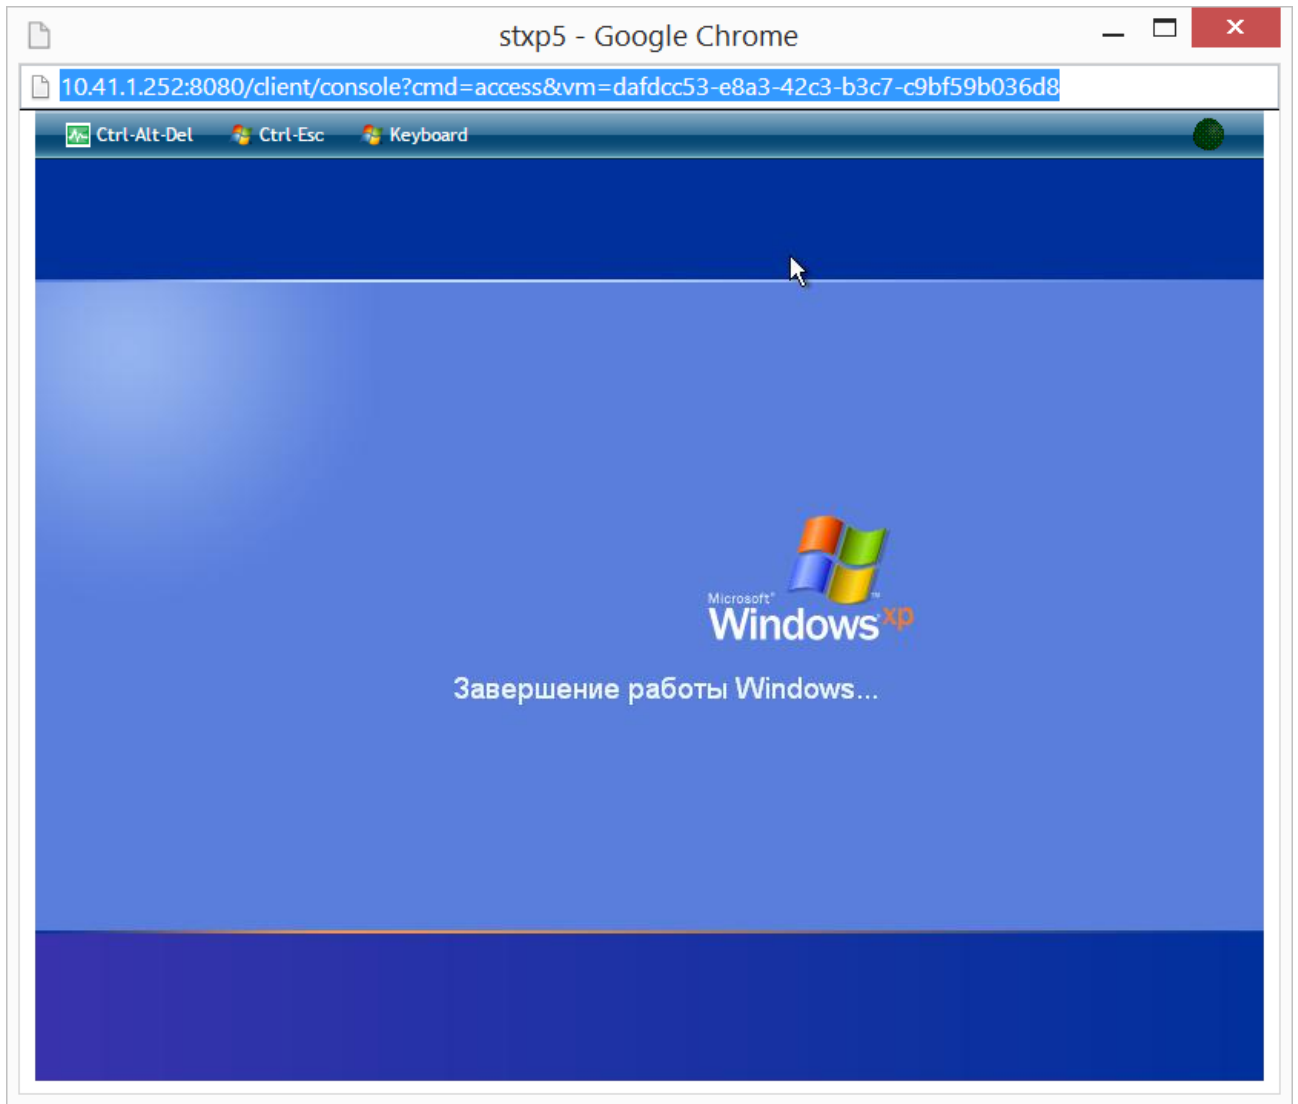 stxp5 - Google Chrome
10.41.1.252:8080/client/console?cmd=access&vm=dafdcc53-e8a3-42c3-b3c7-c9bf59b036d8
Ctrl-Alt-Del Ctrl-Esc Keyboard
Microsoft®
Windows xp ™
Завершение работы Windows...